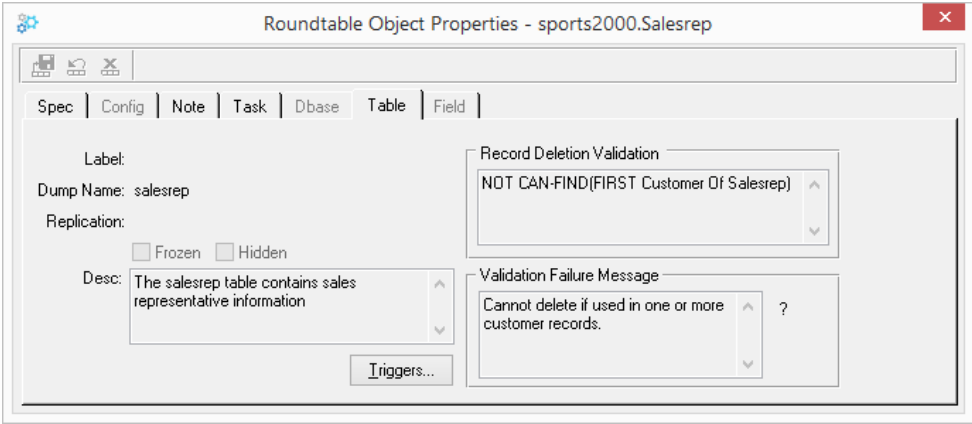 Roundtable Object Properties - sports2000.Salesrep
Spec Config Note Task Dbase Table Field
Label:
Dump Name: salesrep
Replication:
Frozen Hidden
Desc: The salesrep table contains sales
representative information
Triggers...
Record Deletion Validation
NOT CAN-FIND(FIRST Customer Of Salesrep)
Validation Failure Message
Cannot delete if used in one or more
customer records.
?